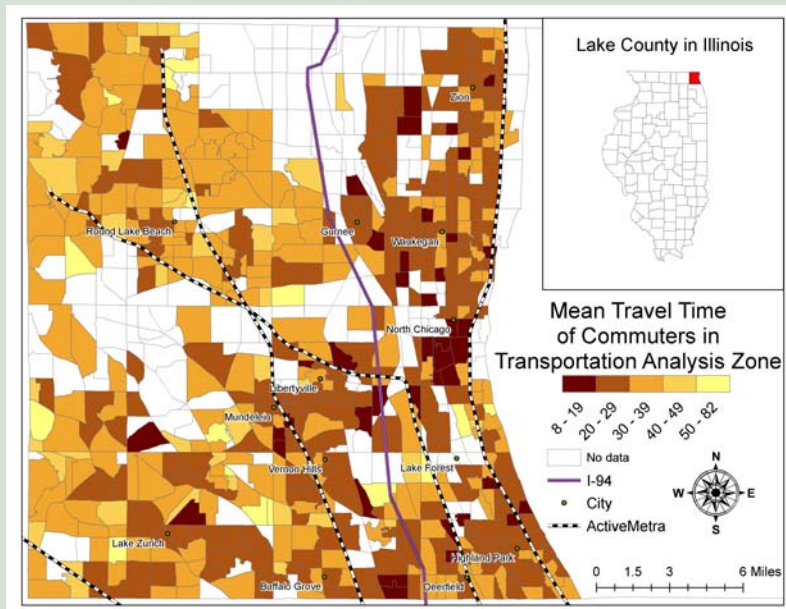 Lake County in Illinois
Zion
Round Lake Beach
Gurnee
Waukegan
North Chicago
Libertyville
Mundelein
Vernon Hills
Lake Forest
Lake Zurich
Highland Park
Buffalo Grove
Deerfield
Mean Travel Time
of Commuters in
Transportation Analysis Zone
8 - 19
20 - 29
30 - 39
40 - 49
50 - 82
No data
I-94
City
ActiveMetra
N
W
E
S
0 1.5 3 6 Miles